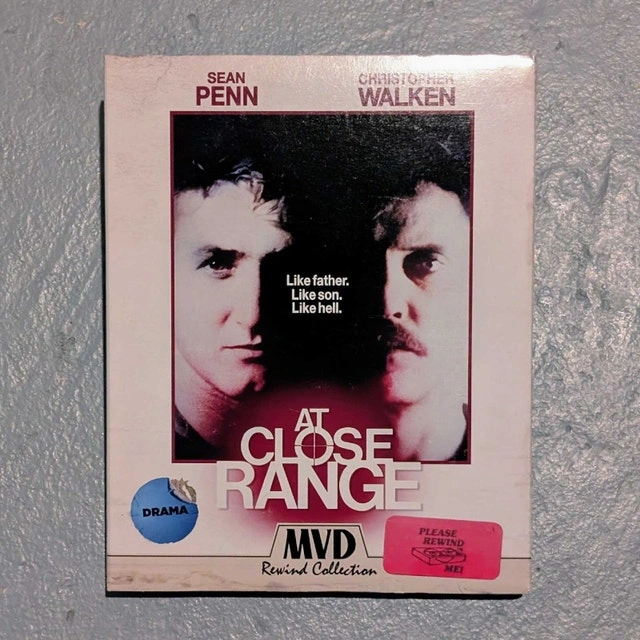 SEAN
PENN
CHRISTOPHER
WALKEN
Like father.
Like son.
Like hell.
AT
CLOSE
RANGE
DRAMA
MVD
Rewind Collection
PLEASE
REWIND
ME!